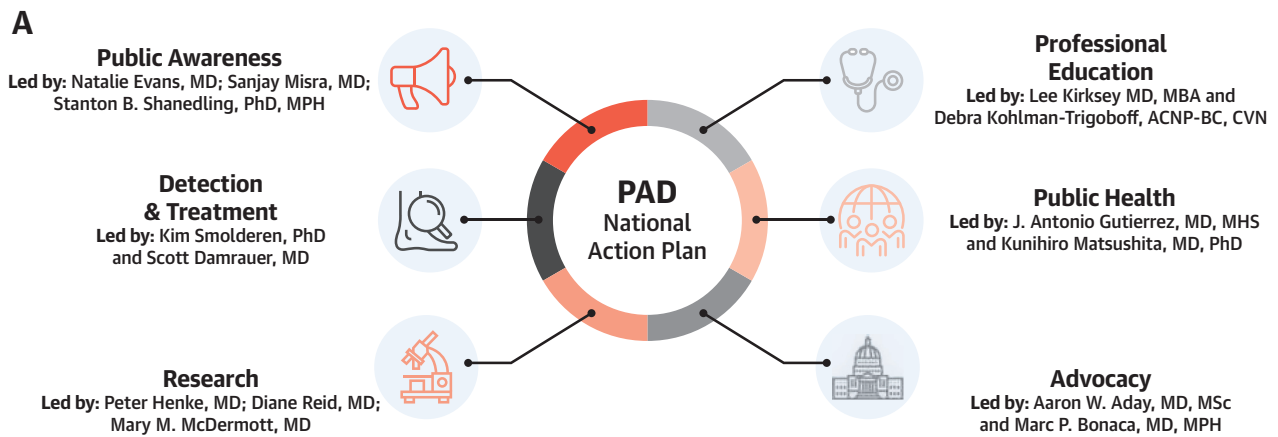 A
Public Awareness
Led by: Natalie Evans, MD; Sanjay Misra, MD;
Stanton B. Shanedling, PhD, MPH
Detection
& Treatment
Led by: Kim Smolderen, PhD
and Scott Damrauer, MD
Research
Led by: Peter Henke, MD; Diane Reid, MD;
Mary M. McDermott, MD
PAD
National
Action Plan
Professional
Education
Led by: Lee Kirksey MD, MBA and
Debra Kohlman-Trigoboff, ACNP-BC, CVN
Public Health
Led by: J. Antonio Gutierrez, MD, MHS
and Kunihiro Matsushita, MD, PhD
Advocacy
Led by: Aaron W. Aday, MD, MSc
and Marc P. Bonaca, MD, MPH